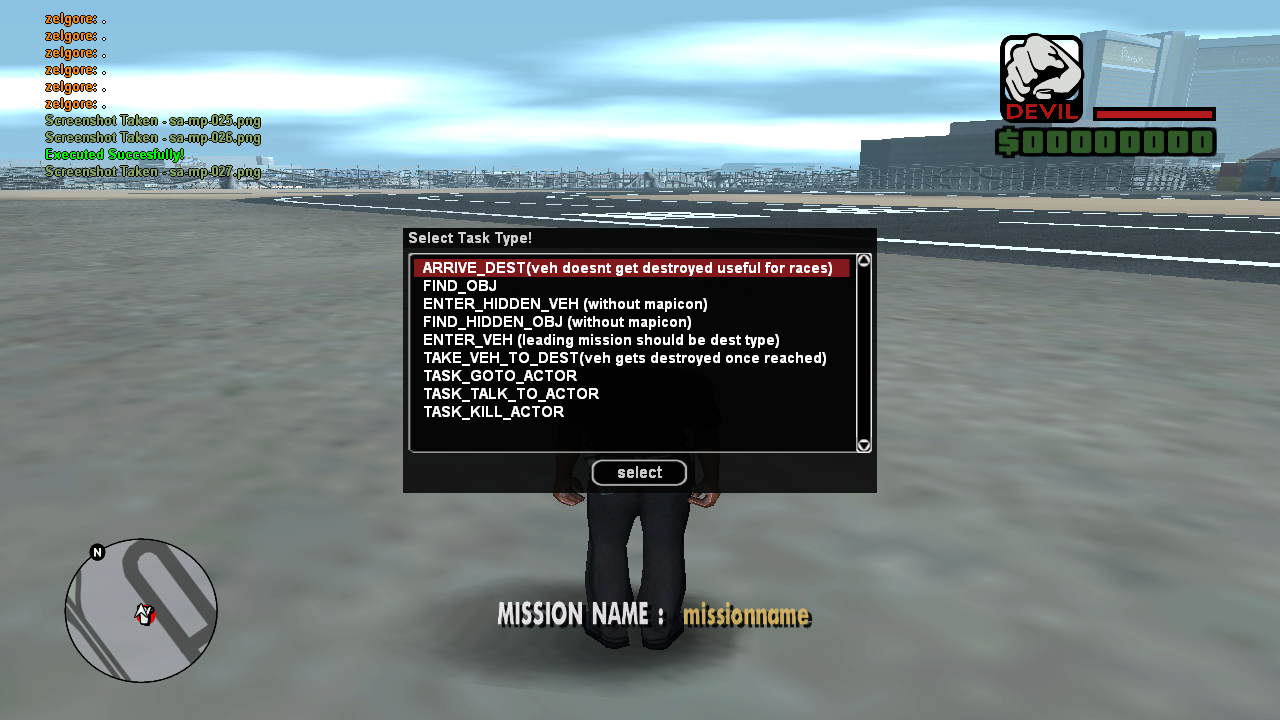 zelgore: .
zelgore: .
zelgore: .
zelgore: .
zelgore: .
zelgore: .
Screenshot Taken - sa-mp-025.png
Screenshot Taken - sa-mp-026.png
Executed Succesfully!
Screenshot Taken - sa-mp-027.png
DEVIL
$00000000
Select Task Type!
ARRIVE_DEST(veh doesnt get destroyed useful for races)
FIND_OBJ
ENTER_HIDDEN_VEH (without mapicon)
FIND_HIDDEN_OBJ (without mapicon)
ENTER_VEH (leading mission should be dest type)
TAKE_VEH_TO_DEST(veh gets destroyed once reached)
TASK_GOTO_ACTOR
TASK_TALK_TO_ACTOR
TASK_KILL_ACTOR
select
N
MISSION NAME : missionname